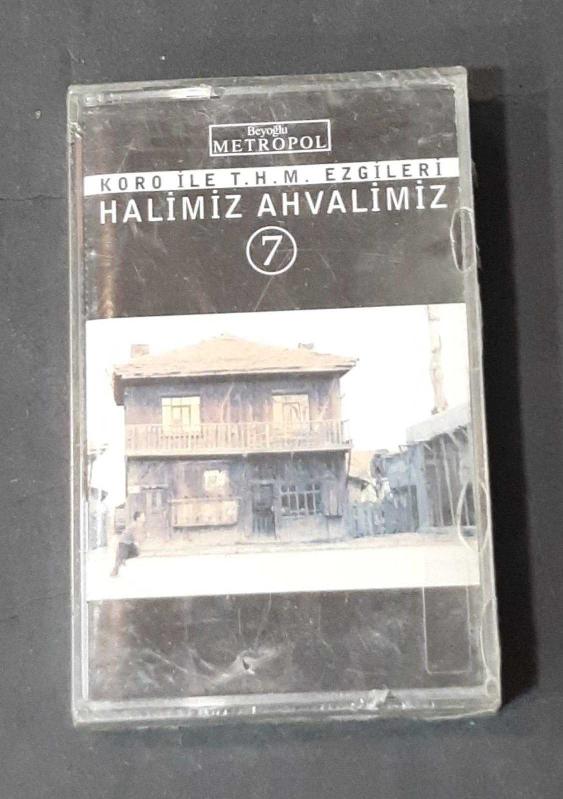 Beyoğlu
METROPOL
KORO İLE T.H.M. EZGİLERİ
HALİMİZ AHVALİMİZ
7